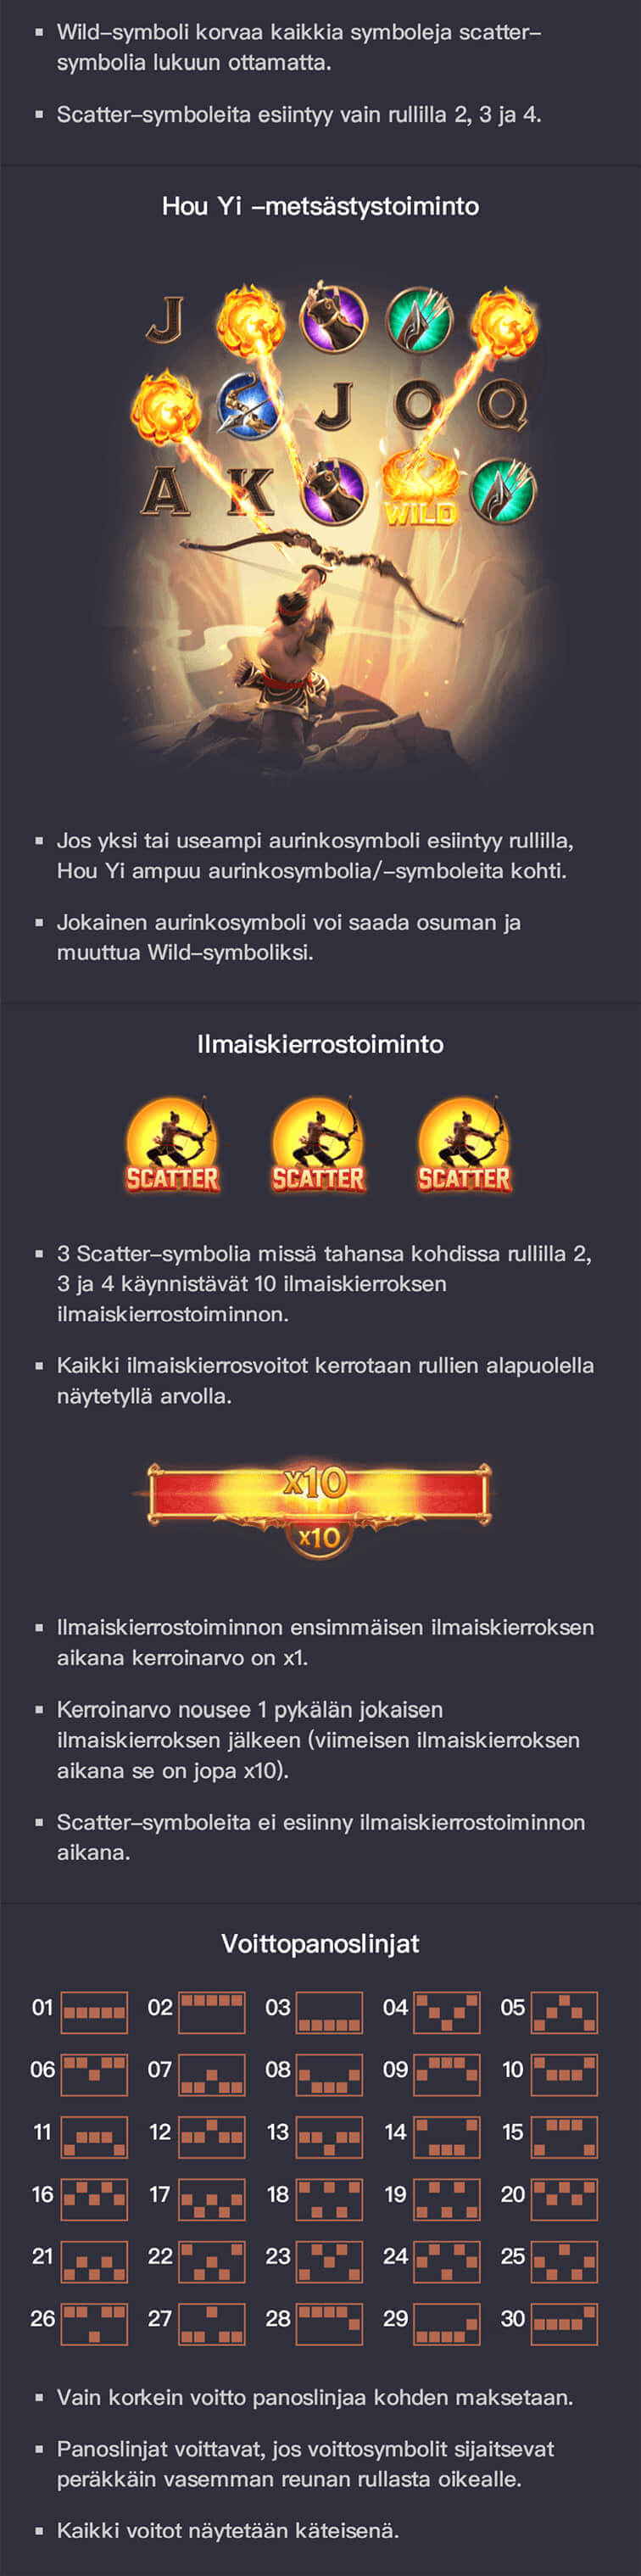 ▪ Wild-symboli korvaa kaikkia symboleja scatter-
symbolia lukuun ottamatta.
▪ Scatter-symboleita esiintyy vain rullilla 2, 3 ja 4.
Hou Yi -metsästystoiminto
J
J Q Q
A K WILD
▪ Jos yksi tai useampi aurinkosymboli esiintyy rullilla,
Hou Yi ampuu aurinkosymbolia/-symboleita kohti.
▪ Jokainen aurinkosymboli voi saada osuman ja
muuttua Wild-symboliksi.
Ilmaiskierrostoiminto
SCATTER SCATTER SCATTER
▪ 3 Scatter-symbolia missä tahansa kohdissa rullilla 2,
3 ja 4 käynnistävät 10 ilmaiskierroksen
ilmaiskierrostoiminnon.
▪ Kaikki ilmaiskierrosvoitot kerrotaan rullien alapuolella
näytetyllä arvolla.
x10
x10
▪ Ilmaiskierrostoiminnon ensimmäisen ilmaiskierroksen
aikana kerroinarvo on x1.
▪ Kerroinarvo nousee 1 pykälän jokaisen
ilmaiskierroksen jälkeen (viimeisen ilmaiskierroksen
aikana se on jopa x10).
▪ Scatter-symboleita ei esiinny ilmaiskierrostoiminnon
aikana.
Voittopanoslinjat
01 02 03 04 05
06 07 08 09 10
11 12 13 14 15
16 17 18 19 20
21 22 23 24 25
26 27 28 29 30
▪ Vain korkein voitto panoslinjaa kohden maksetaan.
▪ Panoslinjat voittavat, jos voittosymbolit sijaitsevat
peräkkäin vasemman reunan rullasta oikealle.
▪ Kaikki voitot näytetään käteisenä.